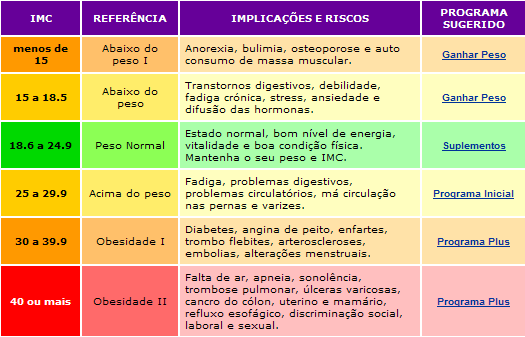 IMC REFERÊNCIA IMPLICAÇÕES E RISCOS PROGRAMA SUGERIDO
menos de 15
Abaixo do peso I
Anorexia, bulimia, osteoporose e auto
consumo de massa muscular.
Ganhar Peso
15 a 18.5
Abaixo do peso
Transtornos digestivos, debilidade,
fadiga crónica, stress, ansiedade e
difusão das hormonas.
Ganhar Peso
18.6 a 24.9
Peso Normal
Estado normal, bom nível de energia,
vitalidade e boa condição física.
Mantenha o seu peso e IMC.
Suplementos
25 a 29.9
Acima do peso
Fadiga, problemas digestivos,
problemas circulatórios, má circulação
nas pernas e varizes.
Programa Inicial
30 a 39.9
Obesidade I
Diabetes, angina de peito, enfartes,
trombo flebites, arteroscleroses,
embolias, alterações menstruais.
Programa Plus
40 ou mais
Obesidade II
Falta de ar, apneia, sonolência,
trombose pulmonar, úlceras varicosas,
cancro do cólon, uterino e mamário,
refluxo esofágico, discriminação social,
laboral e sexual.
Programa Plus